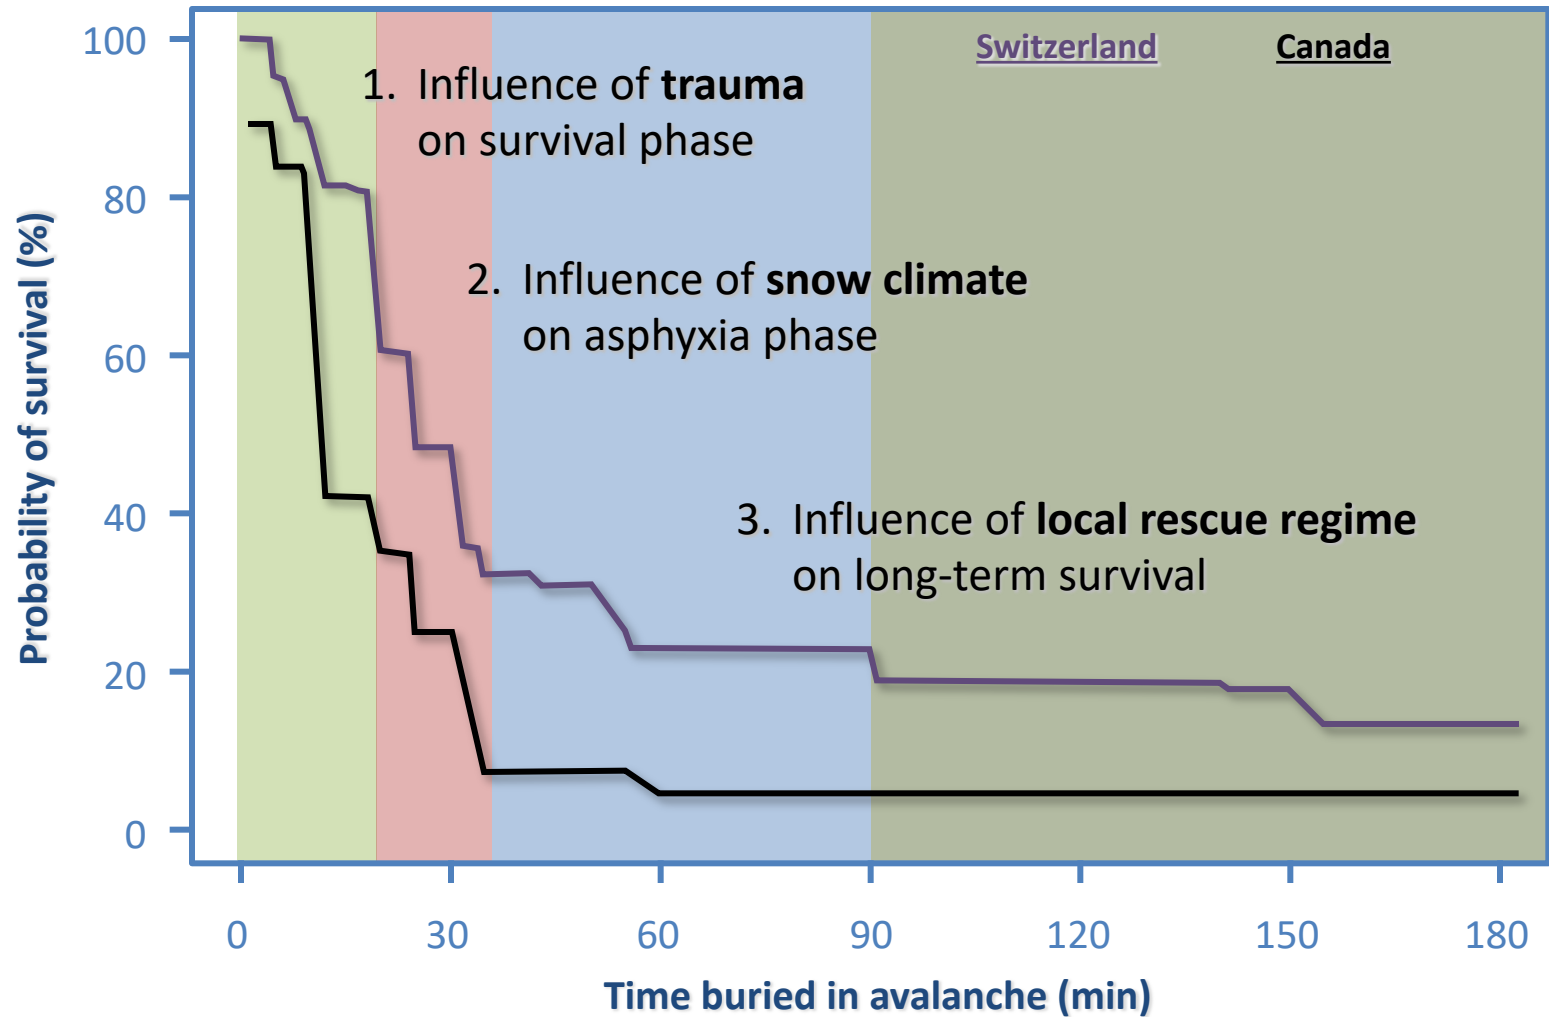 Switzerland Canada
1. Influence of trauma
on survival phase
2. Influence of snow climate
on asphyxia phase
3. Influence of local rescue regime
on long-term survival
Probability of survival (%)
100
80
60
40
20
0
0 30 60 90 120 150 180
Time buried in avalanche (min)